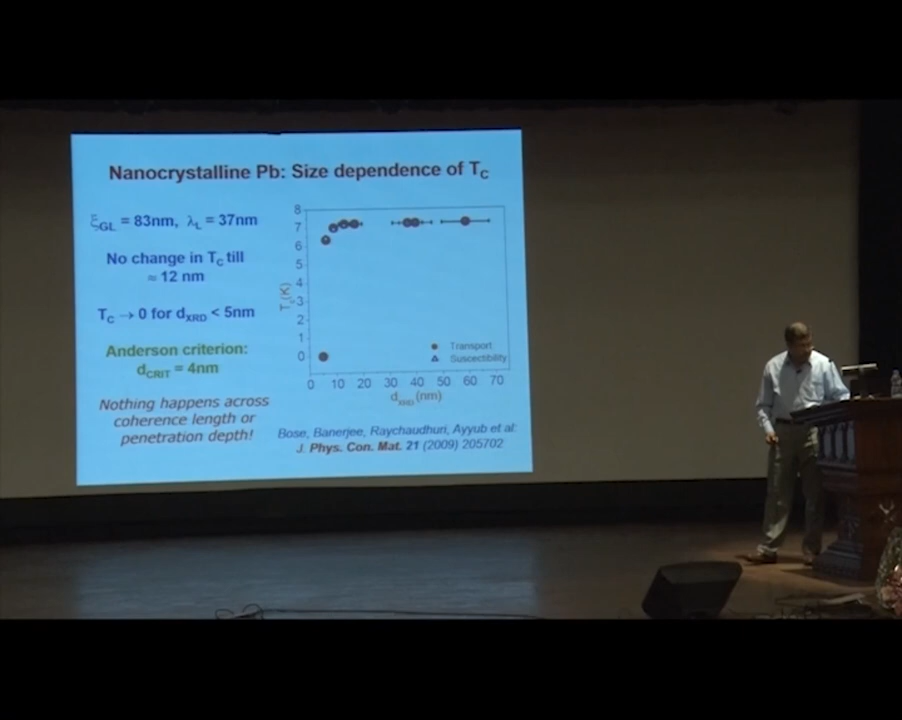 Nanocrystalline Pb: Size dependence of TC
ξGL = 83nm, λL = 37nm
No change in TC till
≈ 12 nm
TC → 0 for dXRD < 5nm
Anderson criterion:
dCRIT = 4nm
Nothing happens across
coherence length or
penetration depth!
8
7
6
5
4
3
2
1
0
Tc(K)
Transport
Suscectibility
0 10 20 30 40 50 60 70
dXRD (nm)
Bose, Banerjee, Raychaudhuri, Ayyub et al:
J. Phys. Con. Mat. 21 (2009) 205702